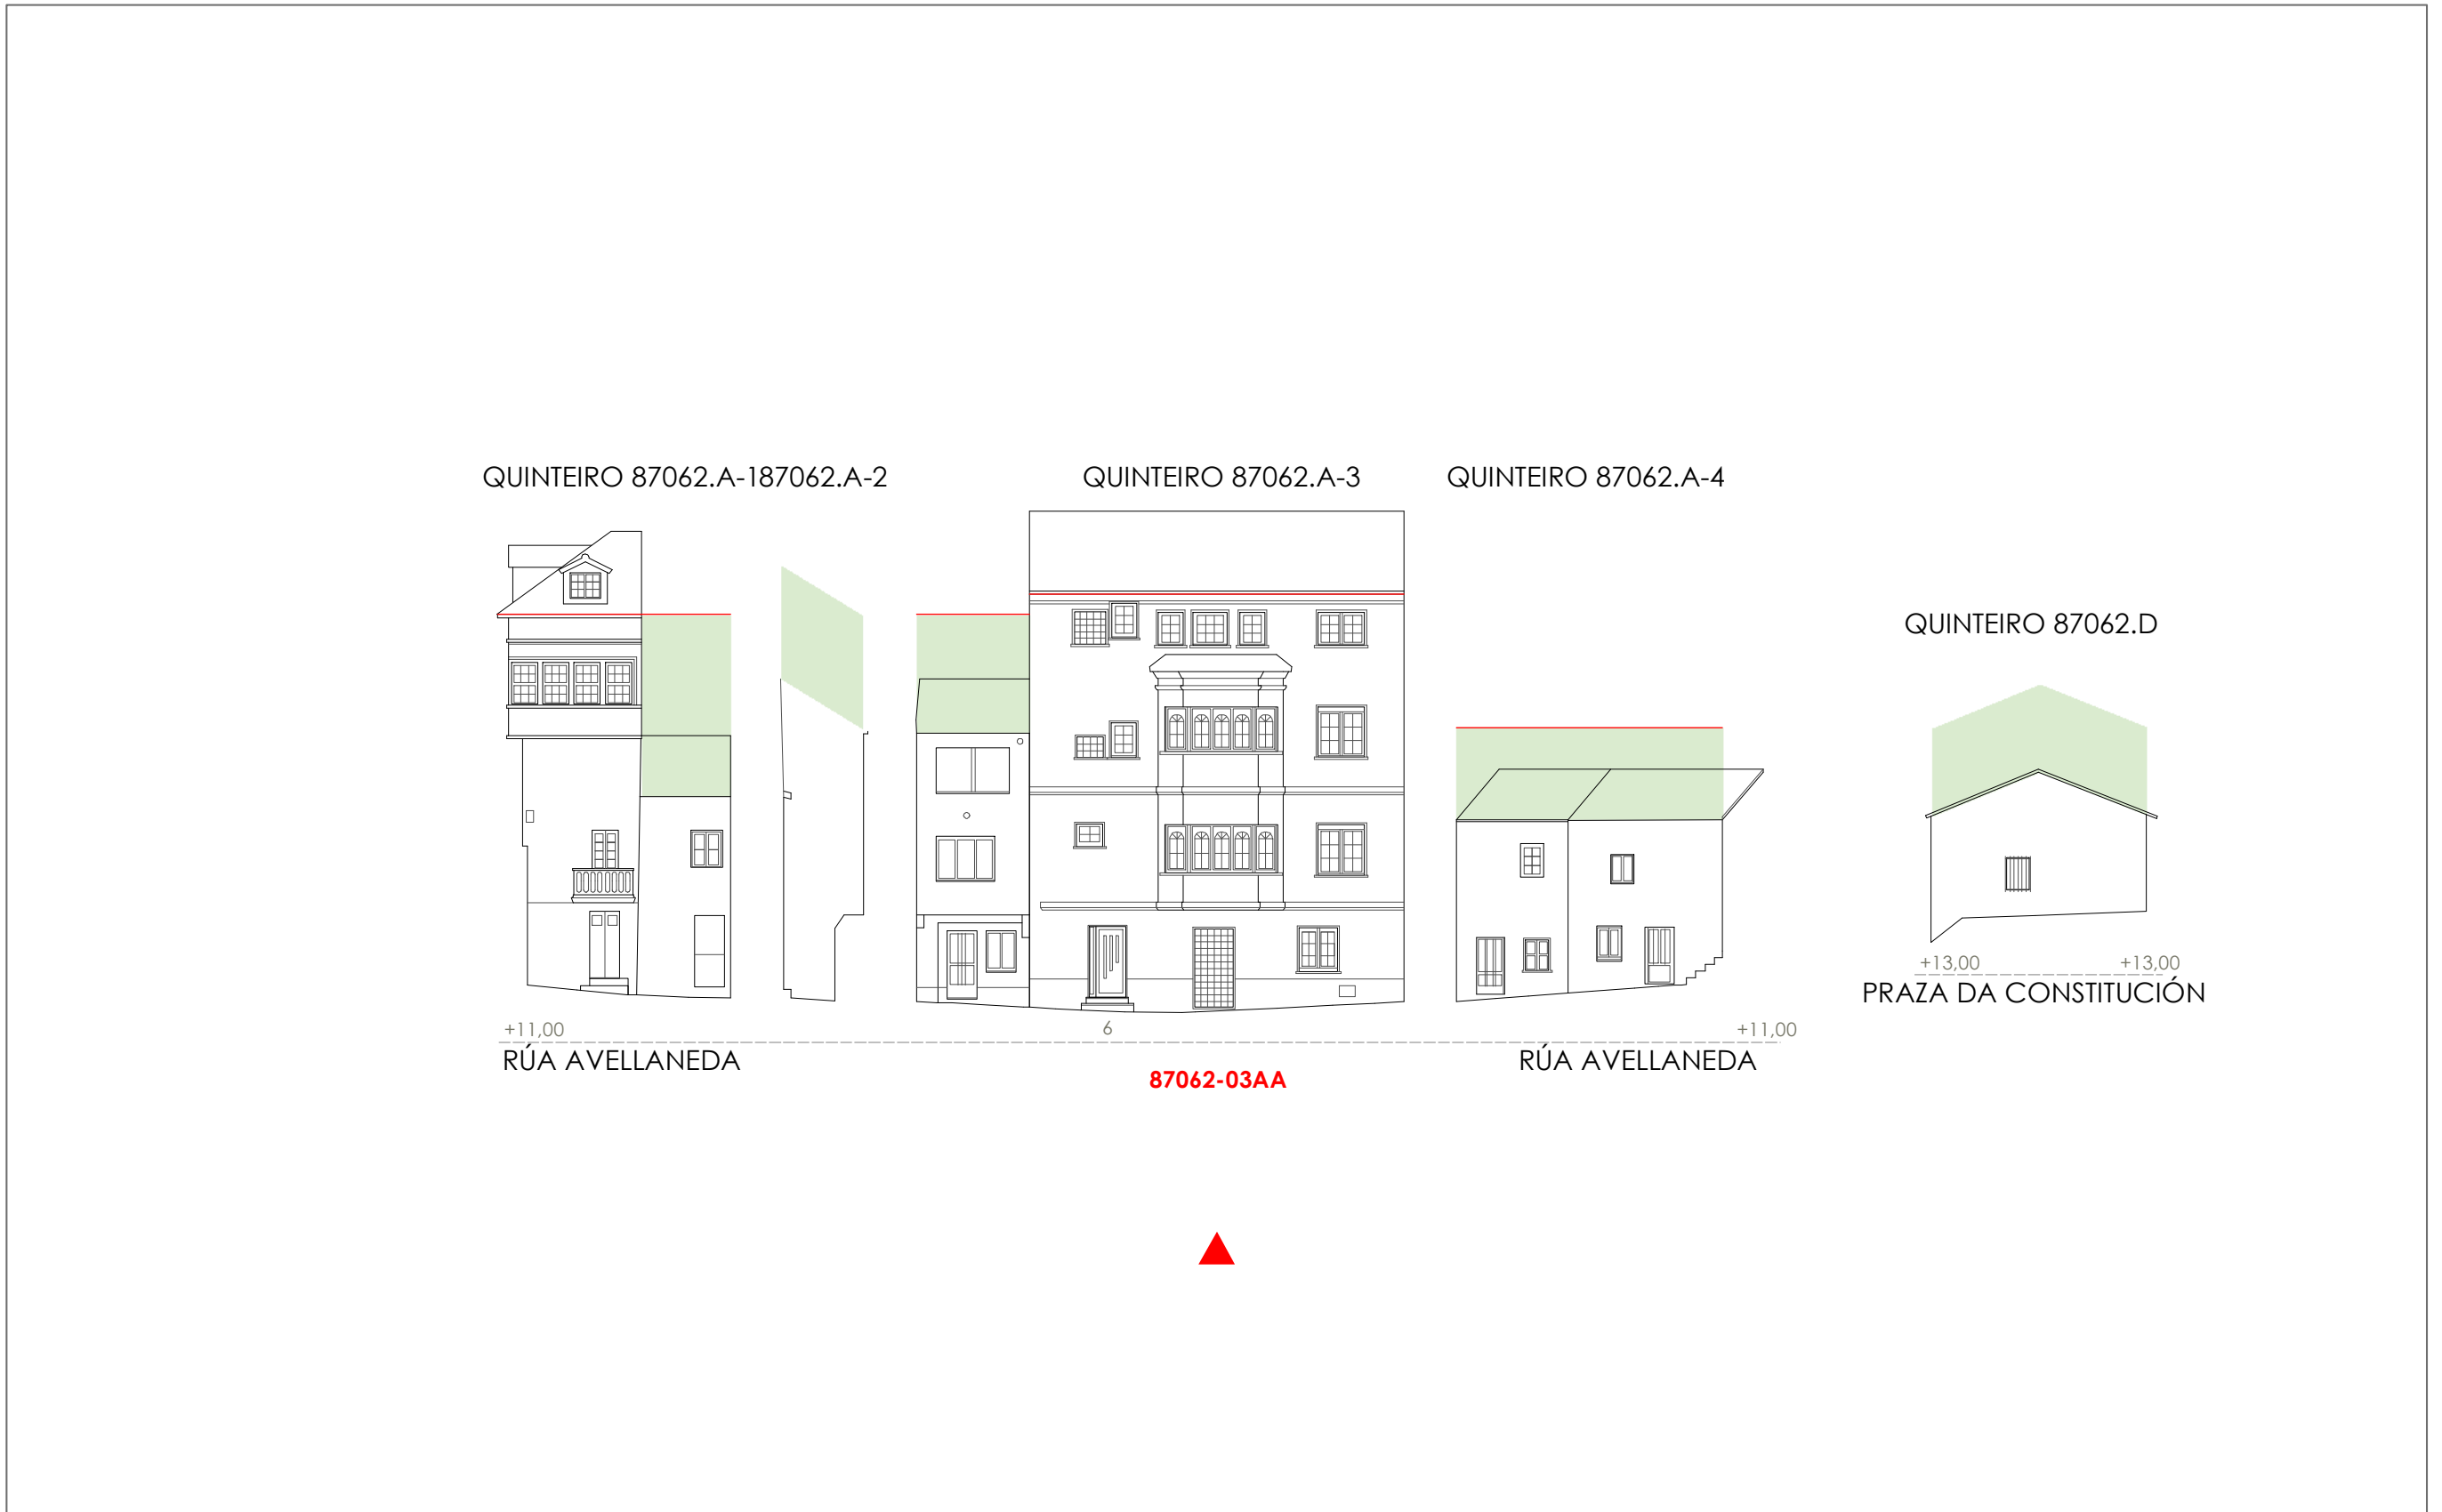 QUINTEIRO 87062.A-187062.A-2
QUINTEIRO 87062.A-3
QUINTEIRO 87062.A-4
QUINTEIRO 87062.D
+13,00
+13,00
PRAZA DA CONSTITUCIÓN
+11,00
6
+11,00
RÚA AVELLANEDA
RÚA AVELLANEDA
87062-03AA